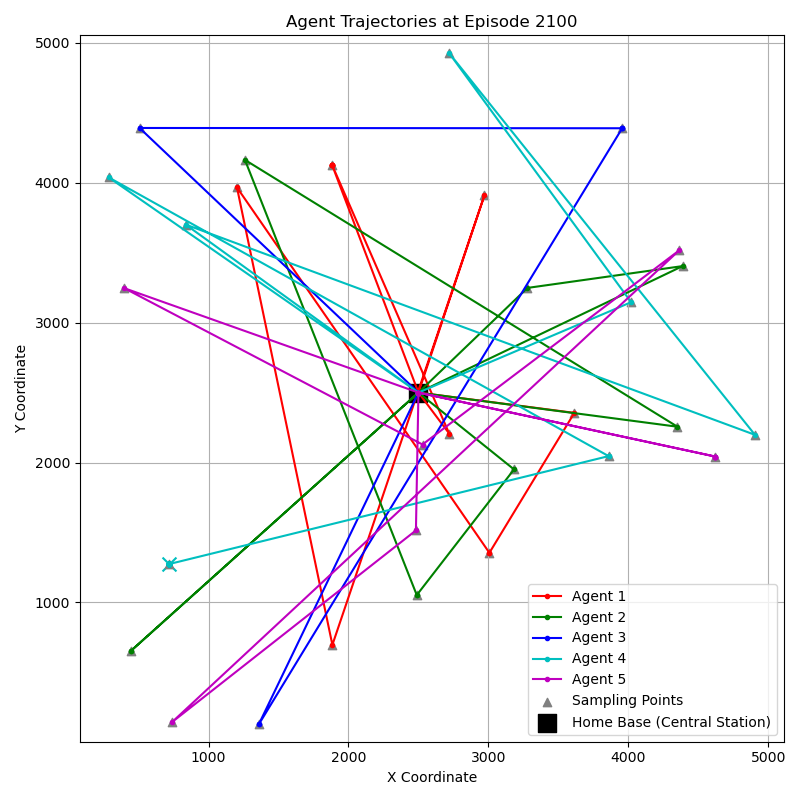 Agent Trajectories at Episode 2100
5000
4000
3000
2000
1000
Y Coordinate
1000
2000
3000
4000
5000
X Coordinate
Agent 1
Agent 2
Agent 3
Agent 4
Agent 5
Sampling Points
Home Base (Central Station)